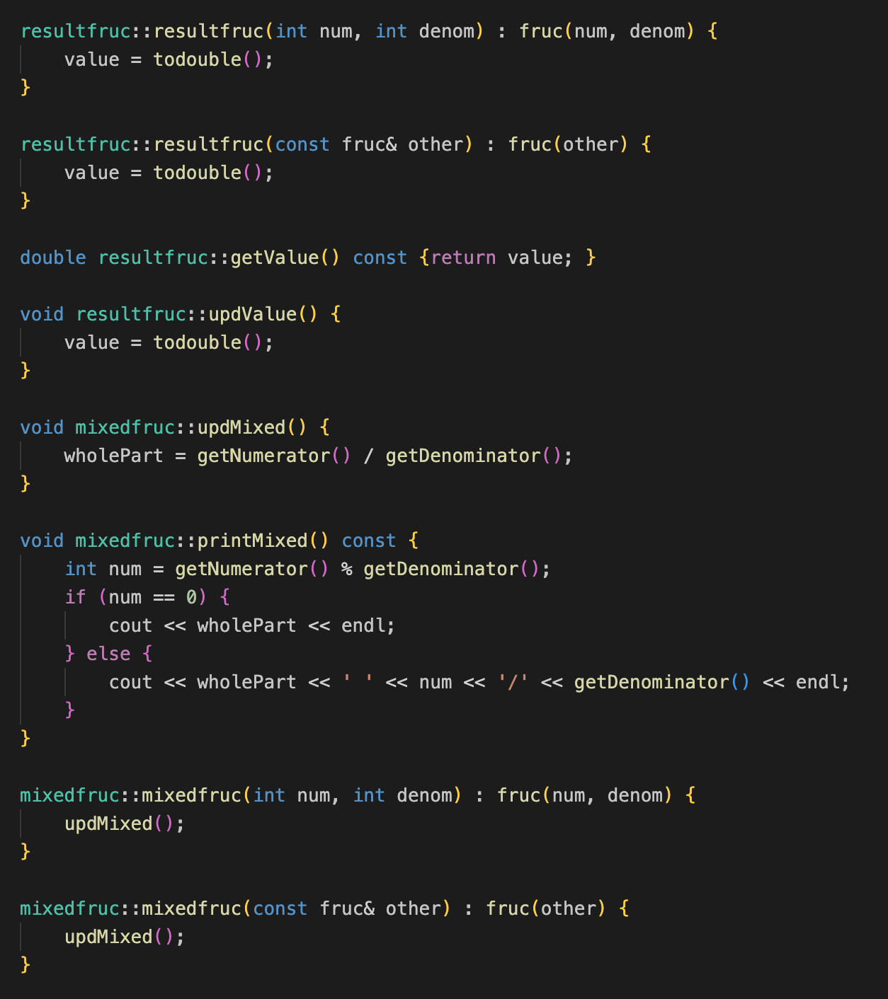 resultfruc::resultfruc(int num, int denom) : fruc(num, denom) {
    value = todouble();
}

resultfruc::resultfruc(const fruc& other) : fruc(other) {
    value = todouble();
}

double resultfruc::getValue() const {return value; }

void resultfruc::updValue() {
    value = todouble();
}

void mixedfruc::updMixed() {
    wholePart = getNumerator() / getDenominator();
}

void mixedfruc::printMixed() const {
    int num = getNumerator() % getDenominator();
    if (num == 0) {
        cout << wholePart << endl;
    } else {
        cout << wholePart << ' ' << num << '/' << getDenominator() << endl;
    }
}

mixedfruc::mixedfruc(int num, int denom) : fruc(num, denom) {
    updMixed();
}

mixedfruc::mixedfruc(const fruc& other) : fruc(other) {
    updMixed();
}